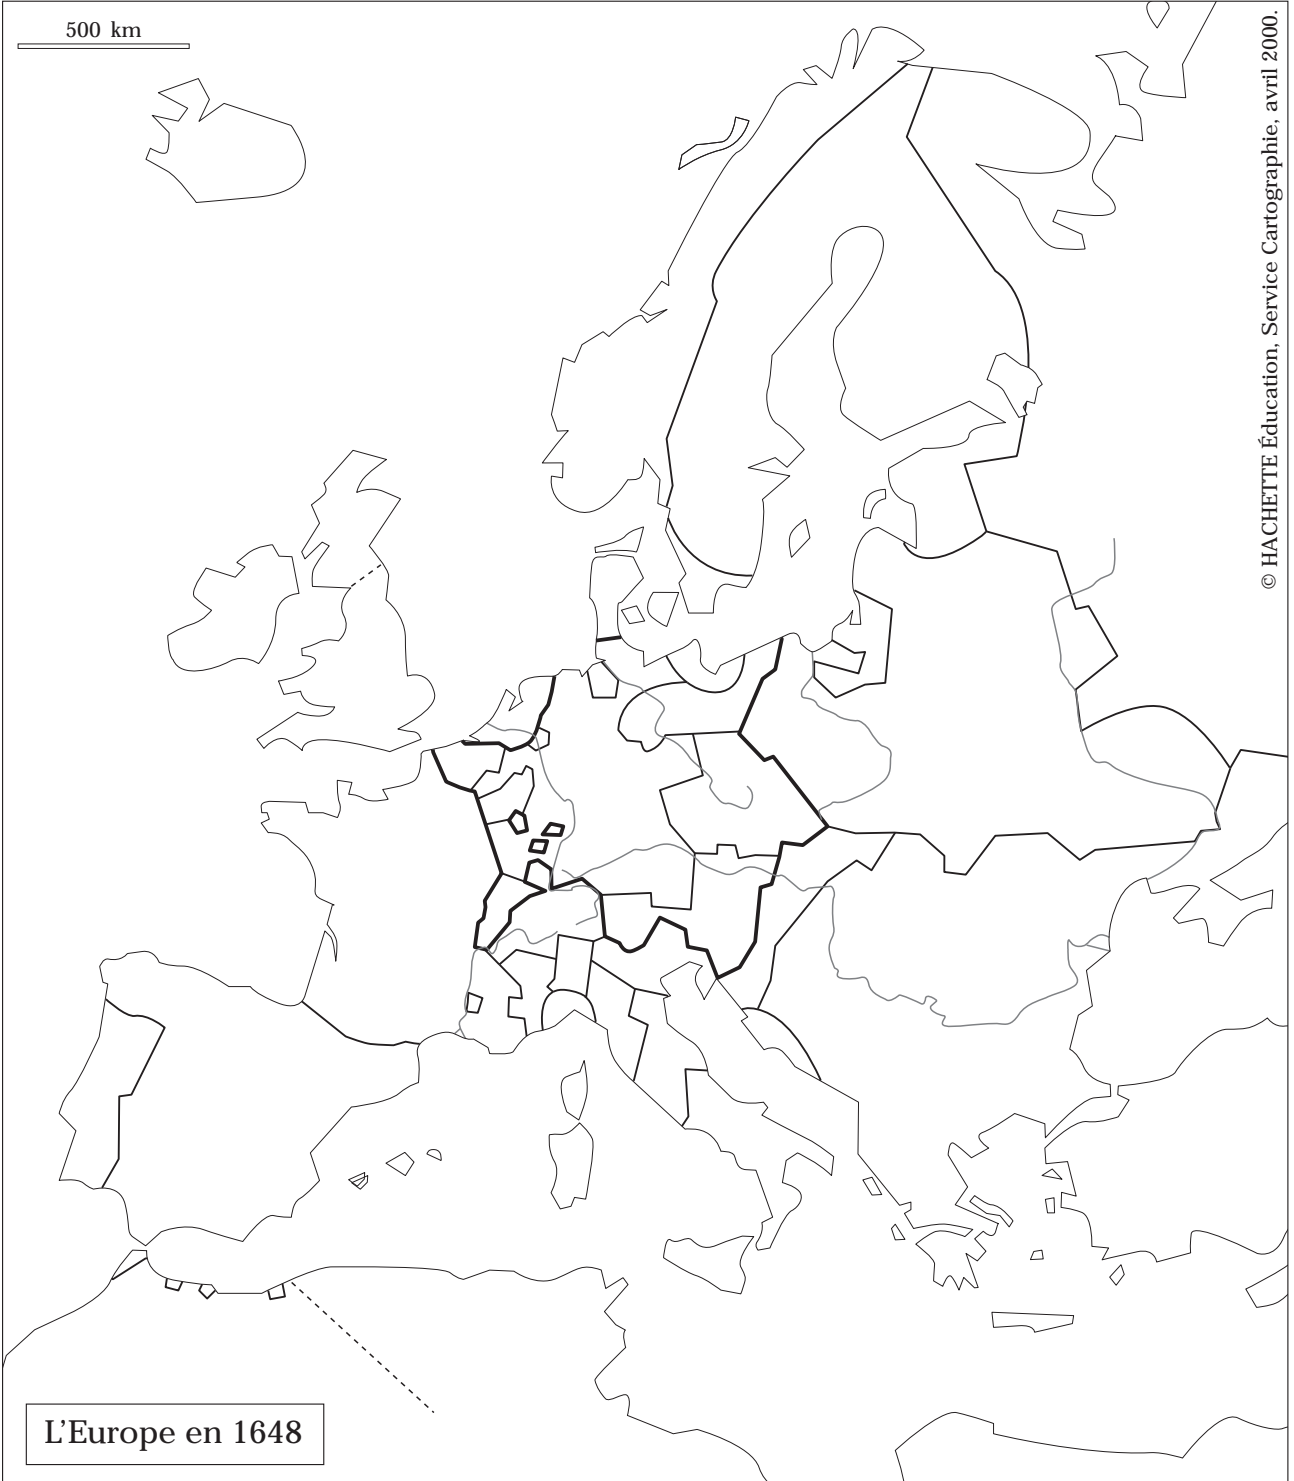 500 km
© HACHETTE Éducation, Service Cartographie, avril 2000.
L'Europe en 1648